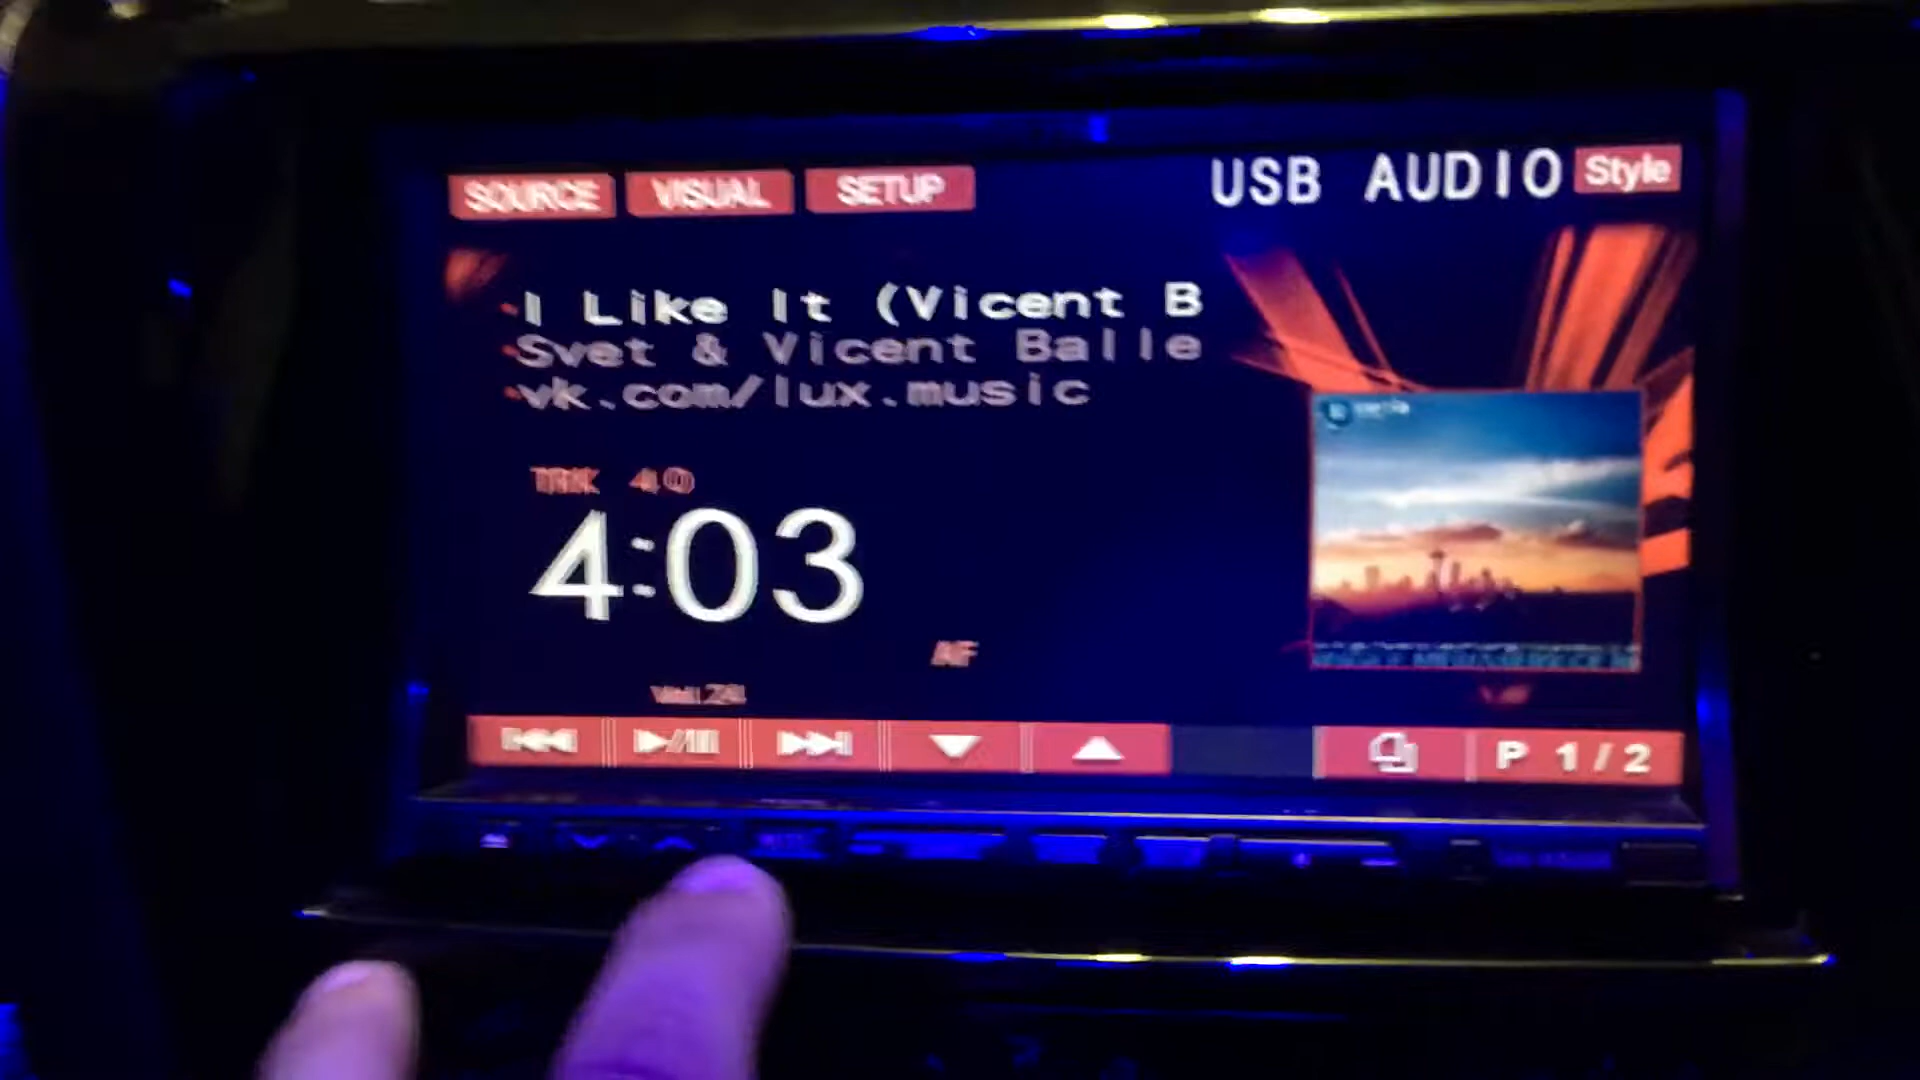 SOURCE VISUAL SETUP USB AUDIO Style
I Like It (Vicent B
Svet & Vicent Balle
vk.com/lux.music
TRK 40
4:03
AF
P 1/2